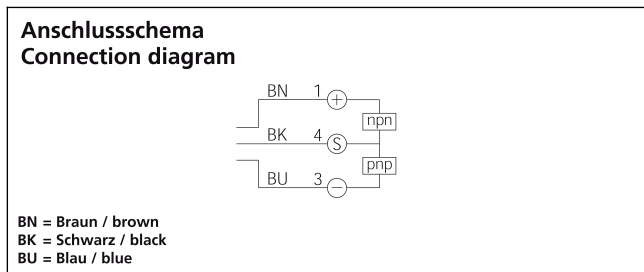 Anschlussschema
Connection diagram
BN 1 +
npn
BK 4 S
pnp
BU 3 −
BN = Braun / brown
BK = Schwarz / black
BU = Blau / blue